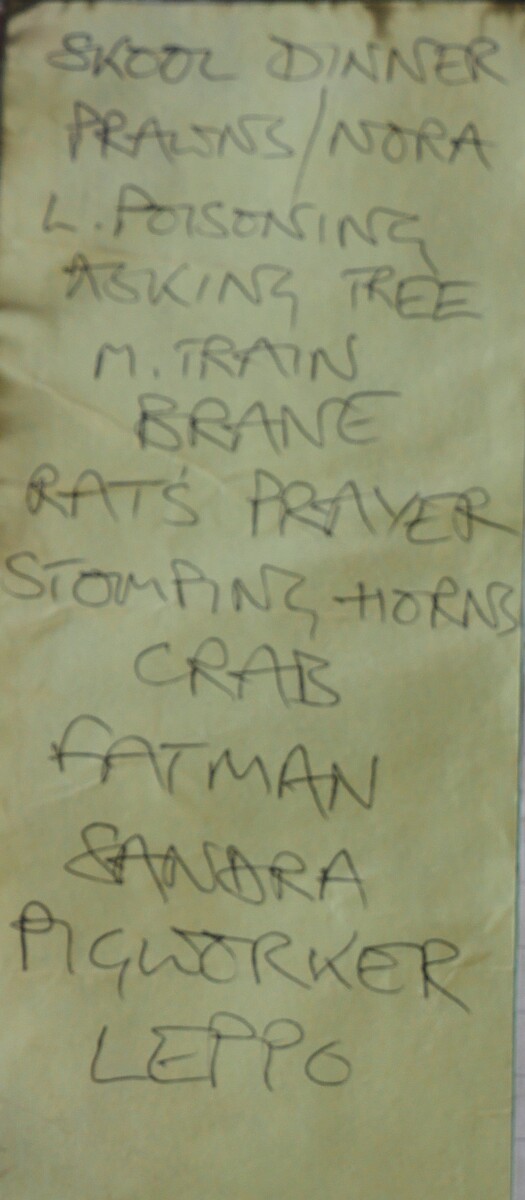 SKOOL DINNER
PRAWNS/NORA
L. POISONING
ASKING TREE
M. TRAIN
BRANE
RAT'S PRAYER
STOMPING HORNS
CRAB
FATMAN
SANDRA
PIGWORKER
LEPPO